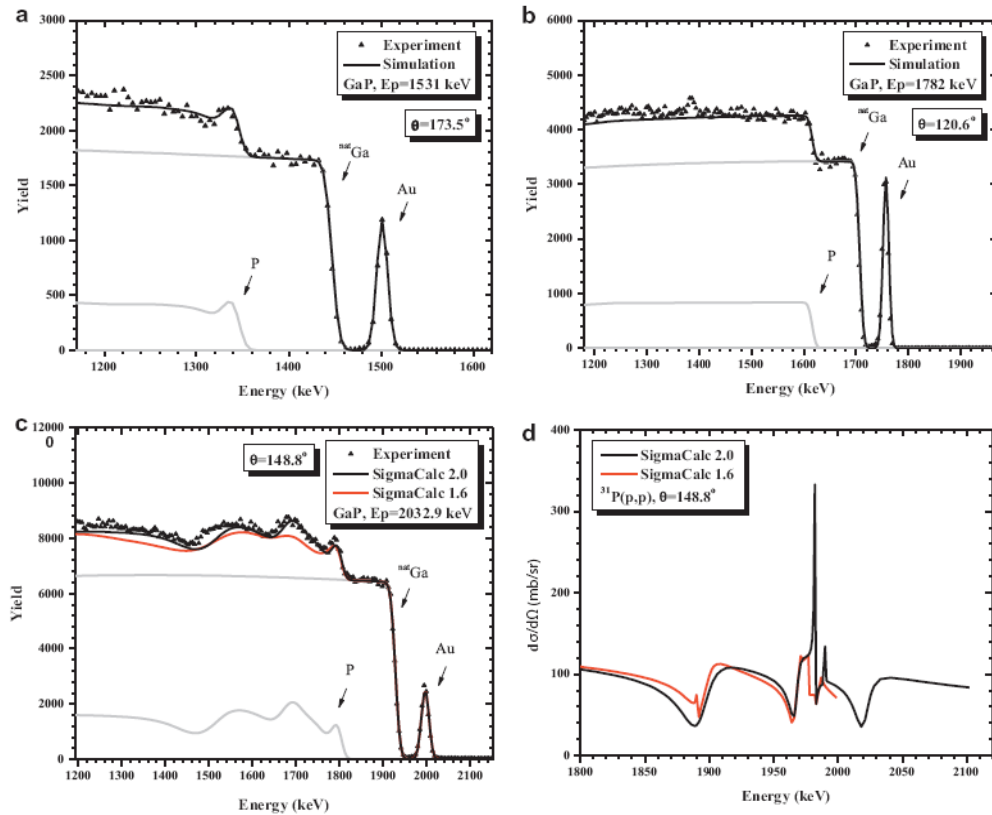 a
3000
2500
2000
1500
1000
500
0
Yield
Experiment
Simulation
GaP, Ep=1531 keV
θ=173.5°
natGa
Au
P
1200 1300 1400 1500 1600
Energy (keV)
b
6000
5000
4000
3000
2000
1000
0
Yield
Experiment
Simulation
GaP, Ep=1782 keV
θ=120.6°
natGa
Au
P
1200 1300 1400 1500 1600 1700 1800 1900
Energy (keV)
c
12000
0
10000
8000
6000
4000
2000
0
Yield
θ=148.8°
Experiment
SigmaCalc 2.0
SigmaCalc 1.6
GaP, Ep=2032.9 keV
natGa
Au
P
1200 1300 1400 1500 1600 1700 1800 1900 2000 2100
Energy (keV)
d
400
300
200
100
0
dσ/dΩ (mb/sr)
SigmaCalc 2.0
SigmaCalc 1.6
31P(p,p), θ=148.8°
1800 1850 1900 1950 2000 2050 2100
Energy (keV)